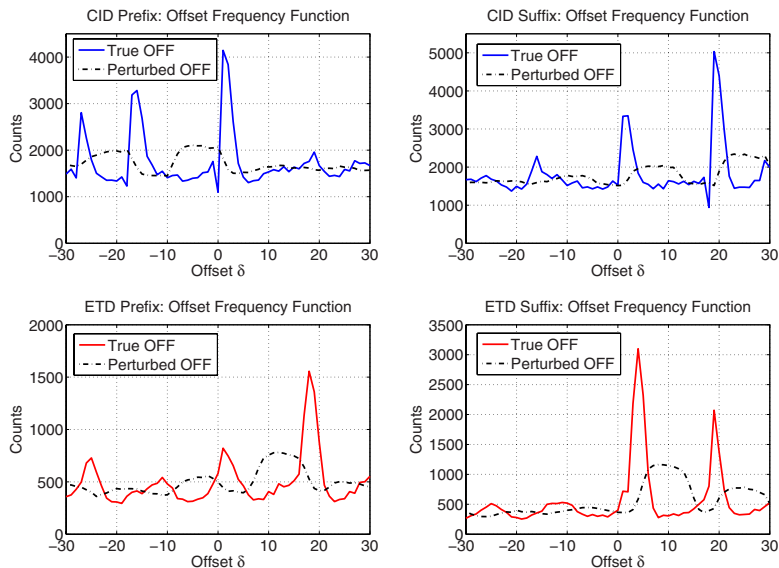 CID Prefix: Offset Frequency Function
True OFF
Perturbed OFF
Counts
4000
3000
2000
1000
0
−30 −20 −10 0 10 20 30
Offset δ
CID Suffix: Offset Frequency Function
True OFF
Perturbed OFF
Counts
5000
4000
3000
2000
1000
0
−30 −20 −10 0 10 20 30
Offset δ
ETD Prefix: Offset Frequency Function
True OFF
Perturbed OFF
Counts
2000
1500
1000
500
0
−30 −20 −10 0 10 20 30
Offset δ
ETD Suffix: Offset Frequency Function
True OFF
Perturbed OFF
Counts
3500
3000
2500
2000
1500
1000
500
0
−30 −20 −10 0 10 20 30
Offset δ